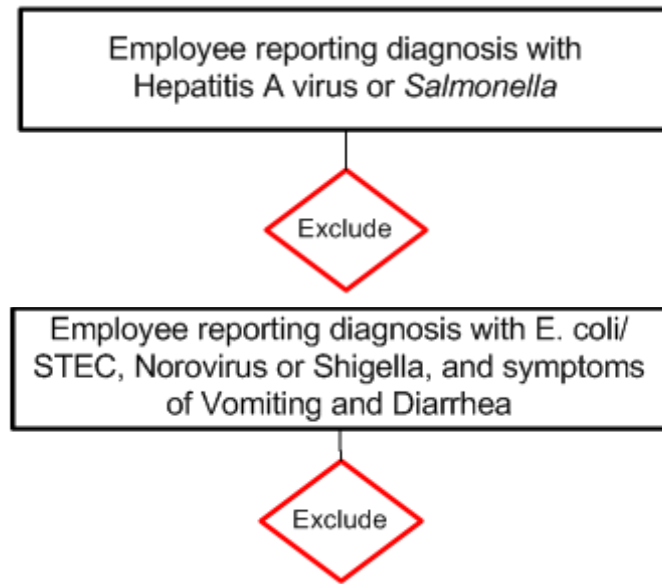 Employee reporting diagnosis with
Hepatitis A virus or Salmonella
Exclude
Employee reporting diagnosis with E. coli/
STEC, Norovirus or Shigella, and symptoms
of Vomiting and Diarrhea
Exclude